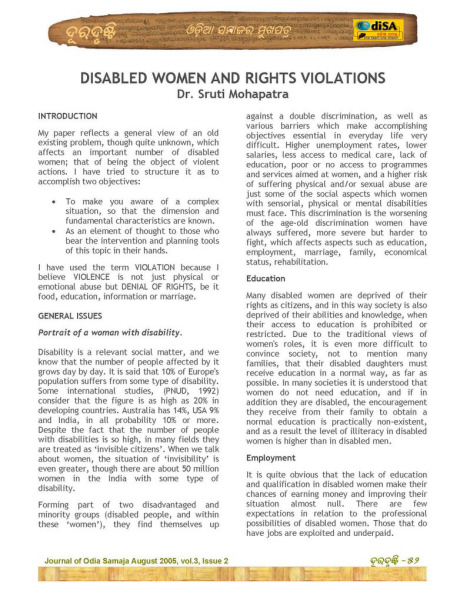 ଦୂରଦୃଷ୍ଟି
ଓଡ଼ିଆ ସମାଜର ମୁଖପତ୍ର
diSA
DISABLED WOMEN AND RIGHTS VIOLATIONS
Dr. Sruti Mohapatra
INTRODUCTION
My paper reflects a general view of an old
existing problem, though quite unknown, which
affects an important number of disabled
women; that of being the object of violent
actions. I have tried to structure it as to
accomplish two objectives:
• To make you aware of a complex
situation, so that the dimension and
fundamental characteristics are known.
• As an element of thought to those who
bear the intervention and planning tools
of this topic in their hands.
I have used the term VIOLATION because I
believe VIOLENCE is not just physical or
emotional abuse but DENIAL OF RIGHTS, be it
food, education, information or marriage.
GENERAL ISSUES
Portrait of a woman with disability.
Disability is a relevant social matter, and we
know that the number of people affected by it
grows day by day. It is said that 10% of Europe's
population suffers from some type of disability.
Some international studies, (PNUD, 1992)
consider that the figure is as high as 20% in
developing countries. Australia has 14%, USA 9%
and India, in all probability 10% or more.
Despite the fact that the number of people
with disabilities is so high, in many fields they
are treated as 'invisible citizens'. When we talk
about women, the situation of 'invisibility' is
even greater, though there are about 50 million
women in the India with some type of
disability.
Forming part of two disadvantaged and
minority groups (disabled people, and within
these 'women'), they find themselves up
against a double discrimination, as well as
various barriers which make accomplishing
objectives essential in everyday life very
difficult. Higher unemployment rates, lower
salaries, less access to medical care, lack of
education, poor or no access to programmes
and services aimed at women, and a higher risk
of suffering physical and/or sexual abuse are
just some of the social aspects which women
with sensorial, physical or mental disabilities
must face. This discrimination is the worsening
of the age-old discrimination women have
always suffered, more severe but harder to
fight, which affects aspects such as education,
employment, marriage, family, economical
status, rehabilitation.
Education
Many disabled women are deprived of their
rights as citizens, and in this way society is also
deprived of their abilities and knowledge, when
their access to education is prohibited or
restricted. Due to the traditional views of
women's roles, it is even more difficult to
convince society, not to mention many
families, that their disabled daughters must
receive education in a normal way, as far as
possible. In many societies it is understood that
women do not need education, and if in
addition they are disabled, the encouragement
they receive from their family to obtain a
normal education is practically non-existent,
and as a result the level of illiteracy in disabled
women is higher than in disabled men.
Employment
It is quite obvious that the lack of education
and qualification in disabled women make their
chances of earning money and improving their
situation almost null. There are few
expectations in relation to the professional
possibilities of disabled women. Those that do
have jobs are exploited and underpaid.
Journal of Odia Samaja August 2005, vol.3, Issue 2
ଦୂରଦୃଷ୍ଟି -